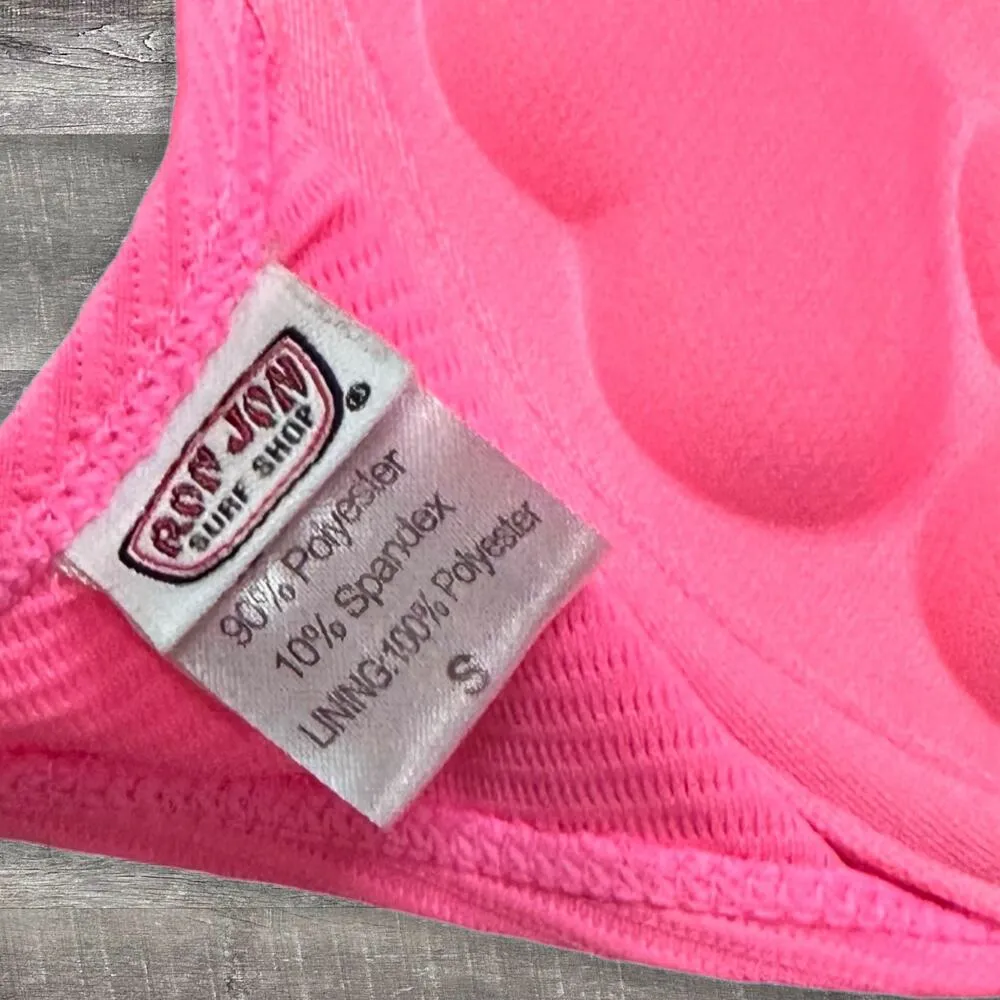 RON JON
SURF SHOP
®
90% Polyester
10% Spandex
LINING:100% Polyester
S